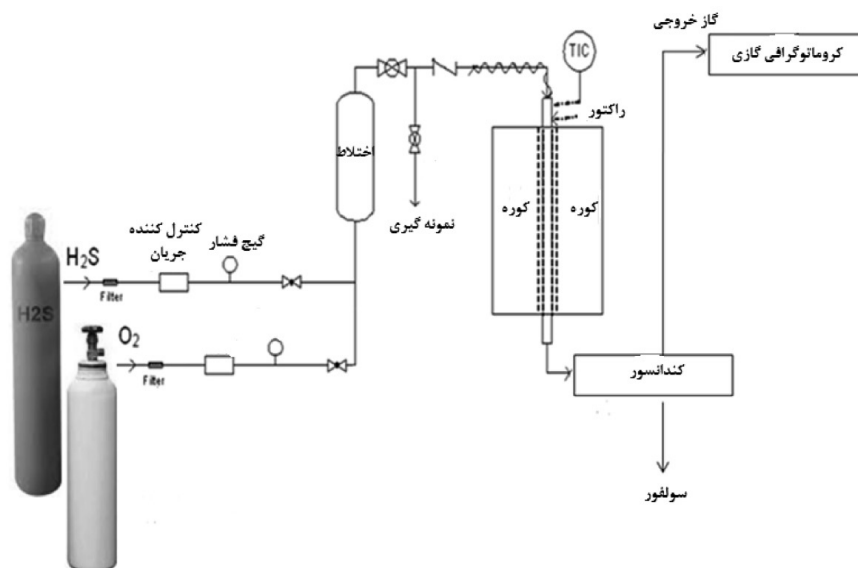 گاز خروجی
کروماتوگرافی گازی
TIC
راکتور
اختلاط
نمونه گیری
کوره
کوره
کنترل کننده
جریان
گیج فشار
H₂S
Filter
H2S
O₂
Filter
کندانسور
سولفور